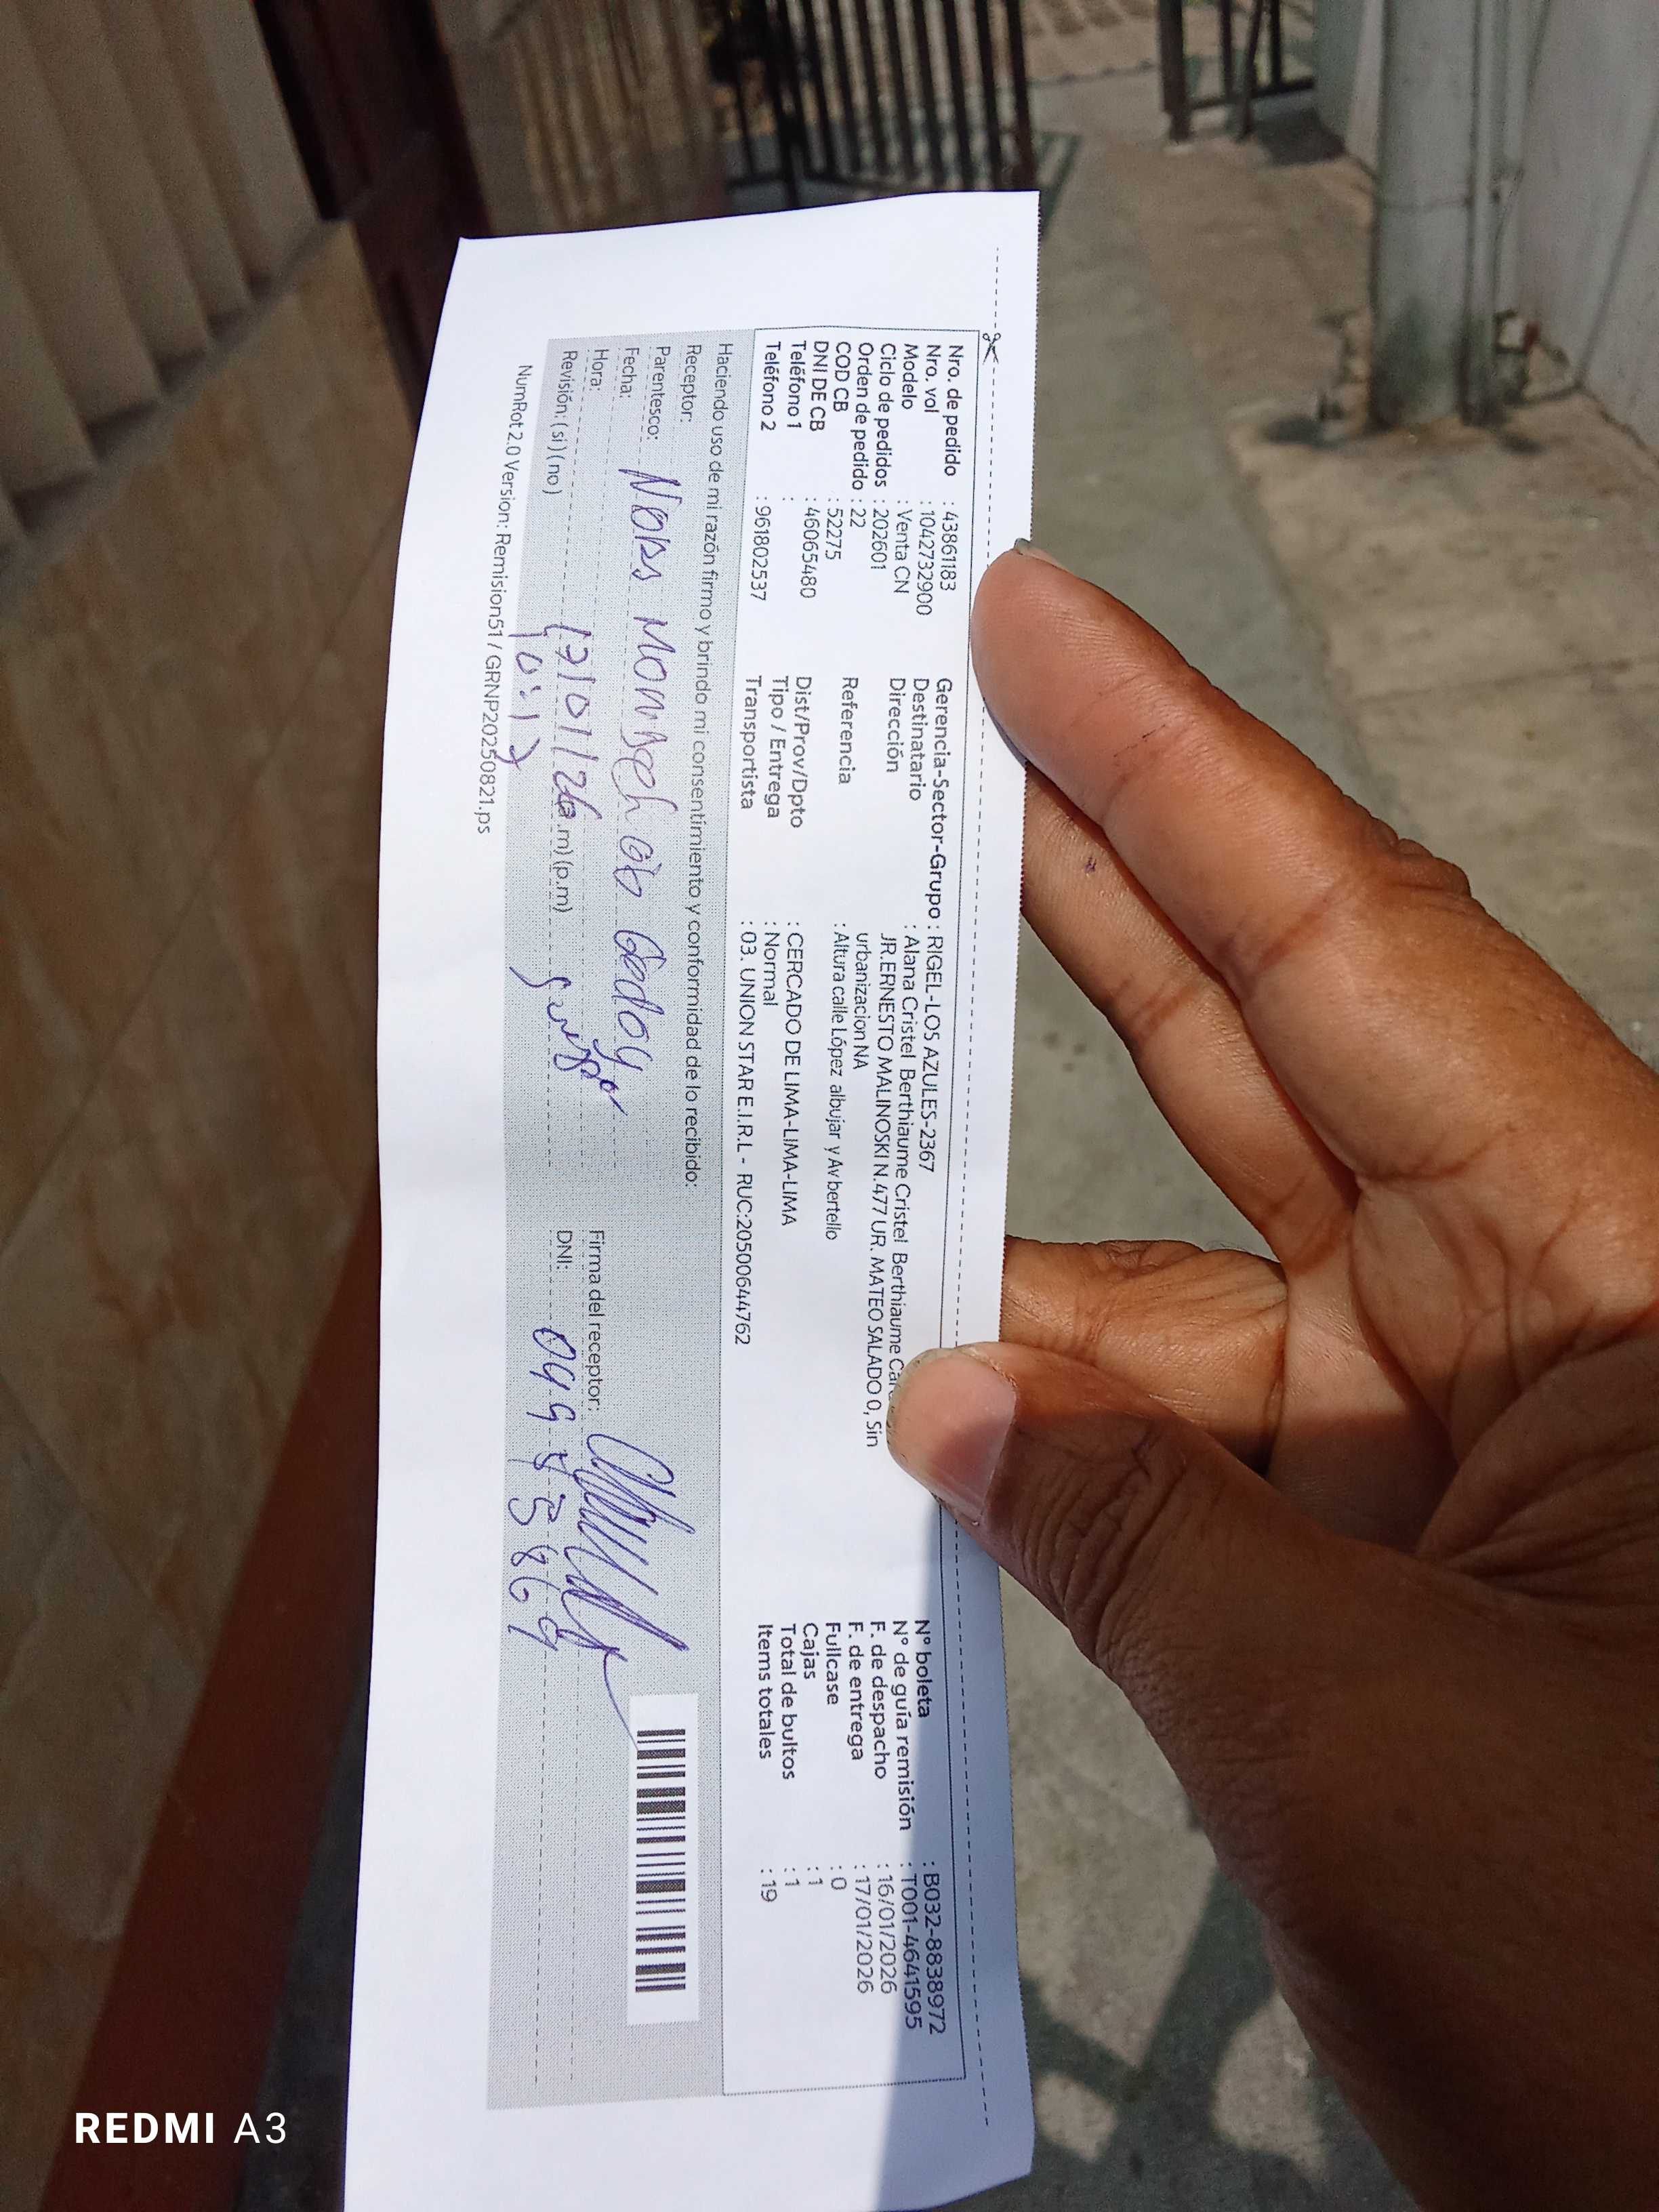 Nro. de pedido : 43861183
Nro. vol : 1042732900
Modelo : Venta CN
Ciclo de pedidos : 202601
Orden de pedido : 22
COD CB : 52275
DNI DE CB : 46065480
Teléfono 1 :
Teléfono 2 : 961802537
Gerencia-Sector-Grupo : RIGEL-LOS AZULES-2367
Destinatario : Alana Cristel Berthiaume Cristel Berthiaume
Dirección JR.ERNESTO MALINOSKI N.477 UR. MATEO SALADO 0, Sin
urbanizacion NA
Referencia : Altura calle López albujar y Av bertello
Dist/Prov/Dpto : CERCADO DE LIMA-LIMA-LIMA
Tipo / Entrega : Normal
Transportista : 03. UNION STAR E.I.R.L - RUC:20500644762
N° boleta : B032-8838972
N° de guía remisión : T001-4641595
F. de despacho : 16/01/2026
F. de entrega : 17/01/2026
Fullcase : 0
Cajas : 1
Total de bultos : 1
Items totales : 19
Haciendo uso de mi razón firmo y brindo mi consentimiento y conformidad de lo recibido:
Receptor:
Parentesco:
Fecha: 17/01/26
Hora: 10:17 (a.m) (p.m)
Revisión: (si) (no)
Firma del receptor:
DNI:
NumRot 2.0 Version: Remision51 / GRNP20250821.ps
REDMI A3